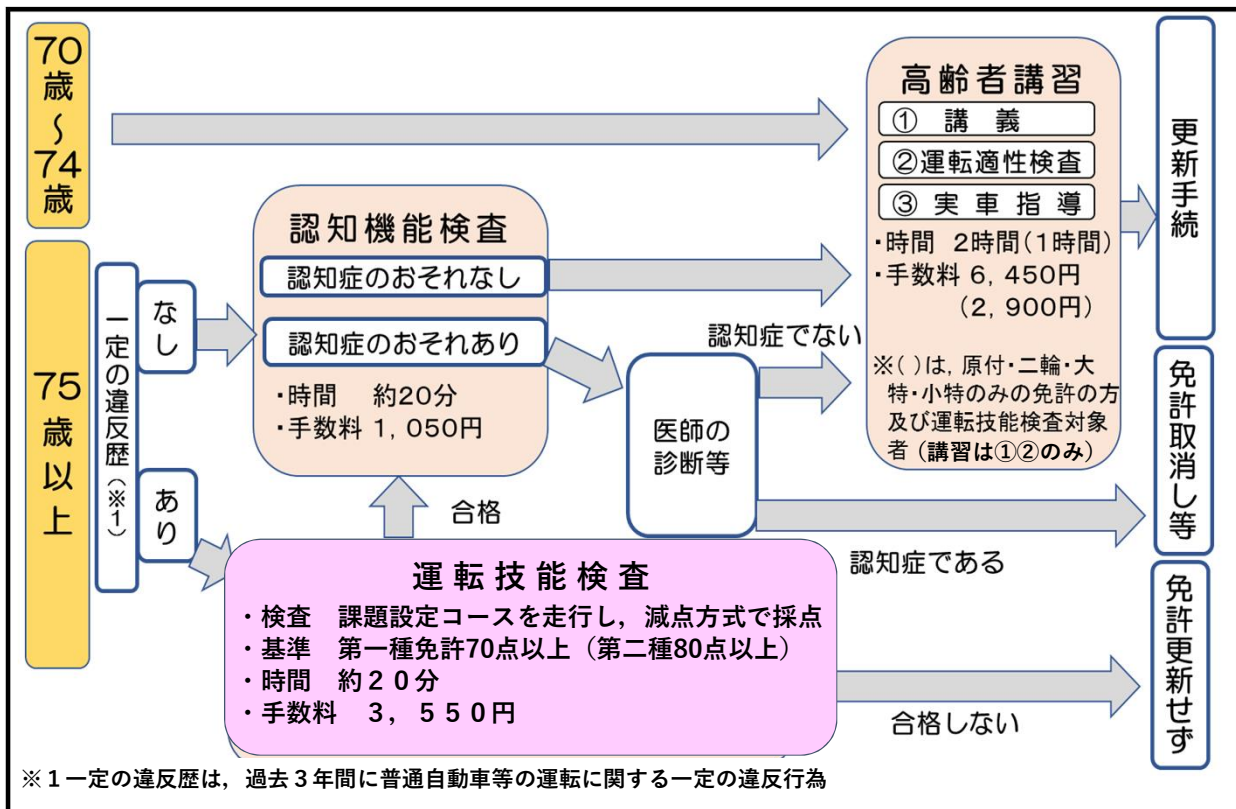 70歳～74歳
高齢者講習
① 講義
②運転適性検査
③ 実車指導
・時間 2時間(1時間)
・手数料 6,450円
(2,900円)
※( )は,原付・二輪・大
特・小特のみの免許の方
及び運転技能検査対象
者(講習は①②のみ)
更新手続
75歳以上
一定の違反歴(※1)
なし
あり
認知機能検査
認知症のおそれなし
認知症のおそれあり
・時間 約20分
・手数料 1,050円
認知症でない
医師の
診断等
認知症である
免許取消し等
合格
運転技能検査
・検査 課題設定コースを走行し,減点方式で採点
・基準 第一種免許70点以上(第二種80点以上)
・時間 約20分
・手数料 3,550円
合格しない
免許更新せず
※1一定の違反歴は,過去3年間に普通自動車等の運転に関する一定の違反行為